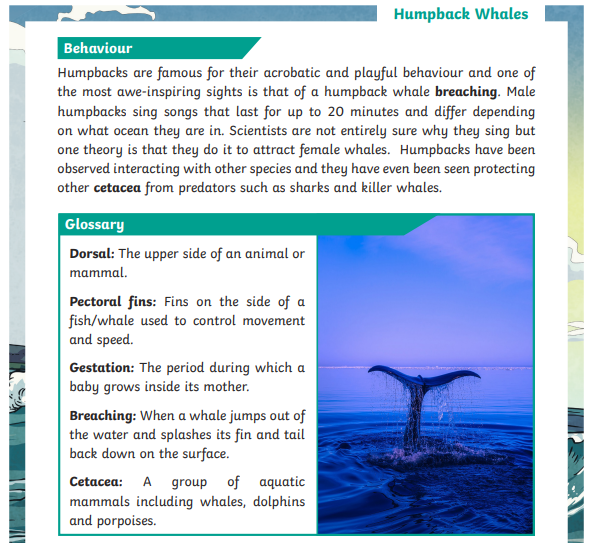 Humpback Whales
Behaviour
Humpbacks are famous for their acrobatic and playful behaviour and one of
the most awe-inspiring sights is that of a humpback whale breaching. Male
humpbacks sing songs that last for up to 20 minutes and differ depending
on what ocean they are in. Scientists are not entirely sure why they sing but
one theory is that they do it to attract female whales.  Humpbacks have been
observed interacting with other species and they have even been seen protecting
other cetacea from predators such as sharks and killer whales.
Glossary
Dorsal: The upper side of an animal or
mammal.
Pectoral fins: Fins on the side of a
fish/whale used to control movement
and speed.
Gestation: The period during which a
baby grows inside its mother.
Breaching: When a whale jumps out of
the water and splashes its fin and tail
back down on the surface.
Cetacea: A group of aquatic
mammals including whales, dolphins
and porpoises.